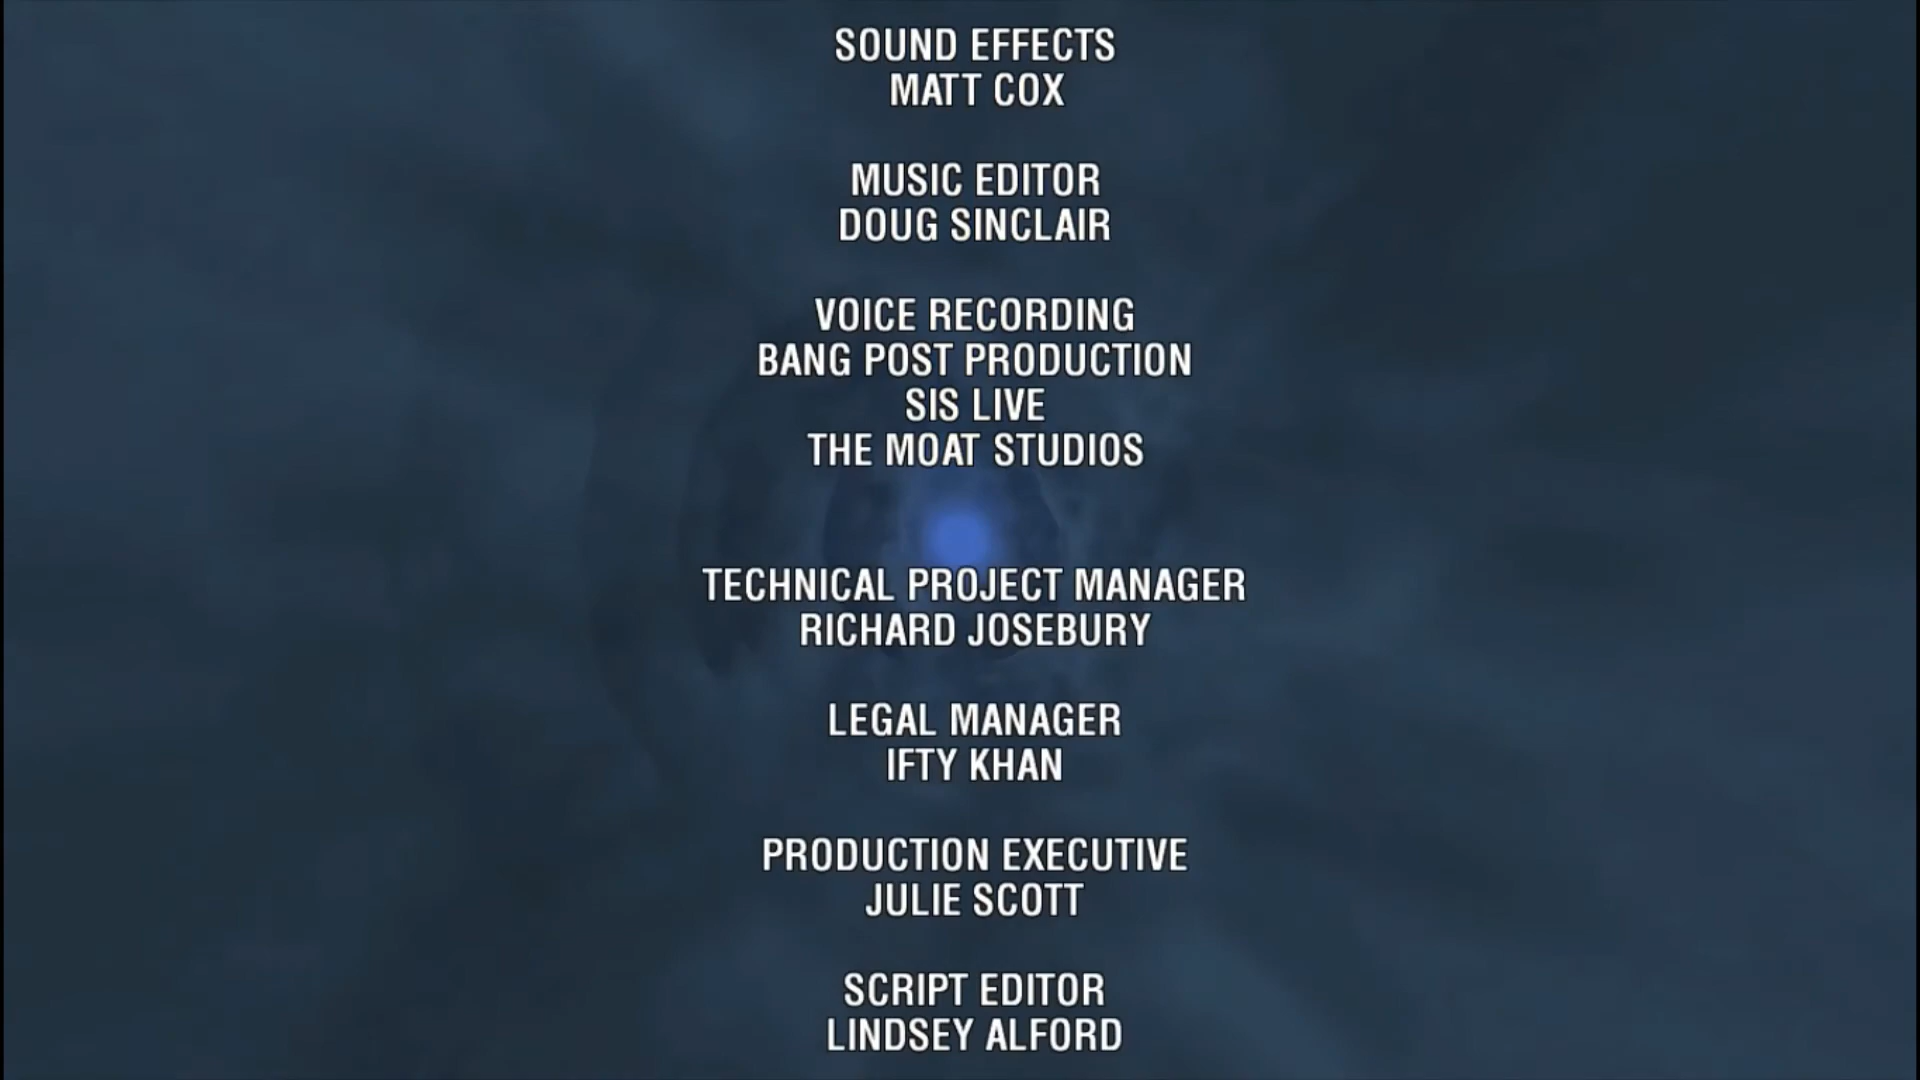 SOUND EFFECTS
MATT COX
MUSIC EDITOR
DOUG SINCLAIR
VOICE RECORDING
BANG POST PRODUCTION
SIS LIVE
THE MOAT STUDIOS
TECHNICAL PROJECT MANAGER
RICHARD JOSEBURY
LEGAL MANAGER
IFTY KHAN
PRODUCTION EXECUTIVE
JULIE SCOTT
SCRIPT EDITOR
LINDSEY ALFORD